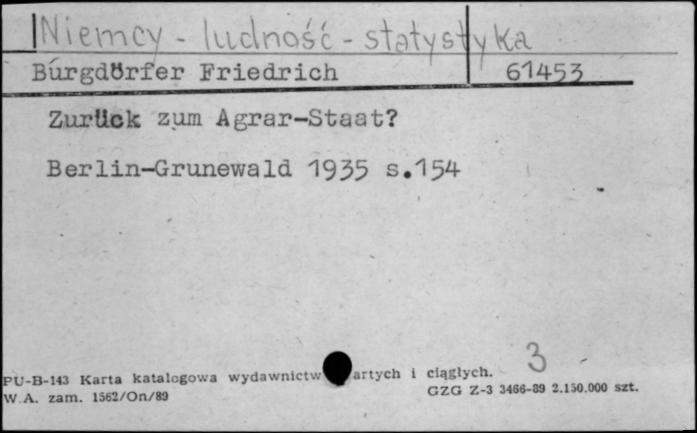 Niemcy - ludność - statystyka
Burgdörfer Friedrich 61453
Zurück zum Agrar-Staat?
Berlin-Grunewald 1935 s.154
3
PU-B-143 Karta katalogowa wydawnictw artych i ciągłych.
W.A. zam. 1562/On/89 GZG Z-3 3466-89 2.150.000 szt.